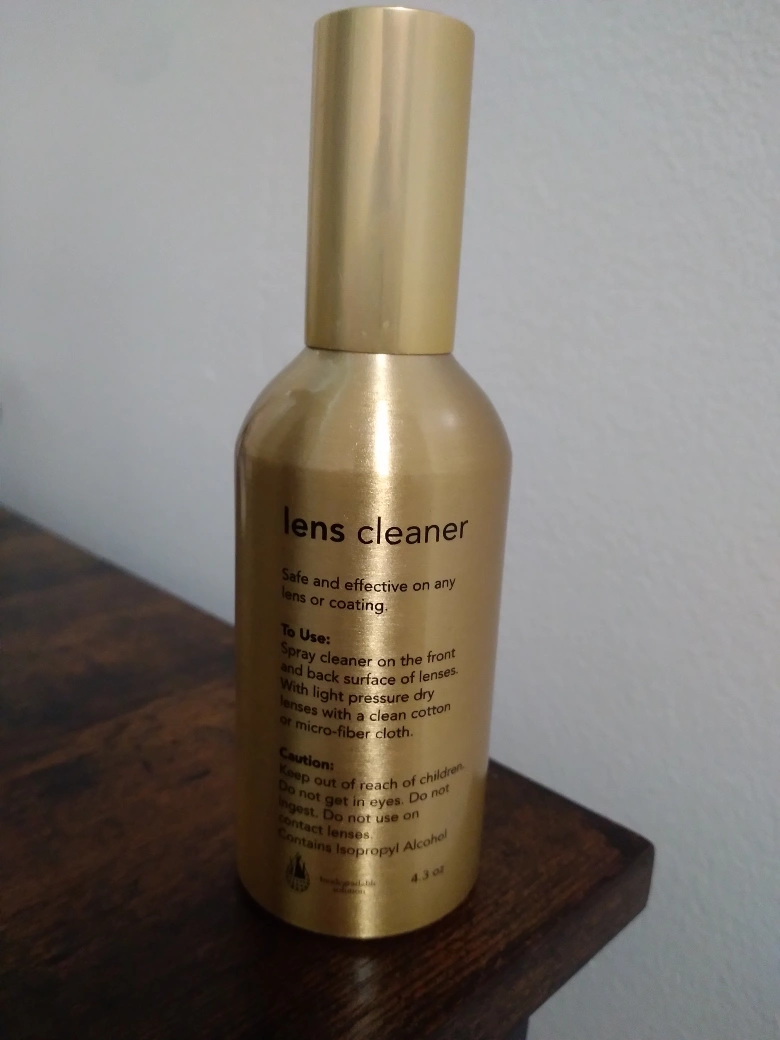 lens cleaner
Safe and effective on any
lens or coating.
To Use:
Spray cleaner on the front
and back surface of lenses.
With light pressure dry
lenses with a clean cotton
or micro-fiber cloth.
Caution:
Keep out of reach of children.
Do not get in eyes. Do not
ingest. Do not use on
contact lenses.
Contains Isopropyl Alcohol
biodegradable
solution
4.3 oz